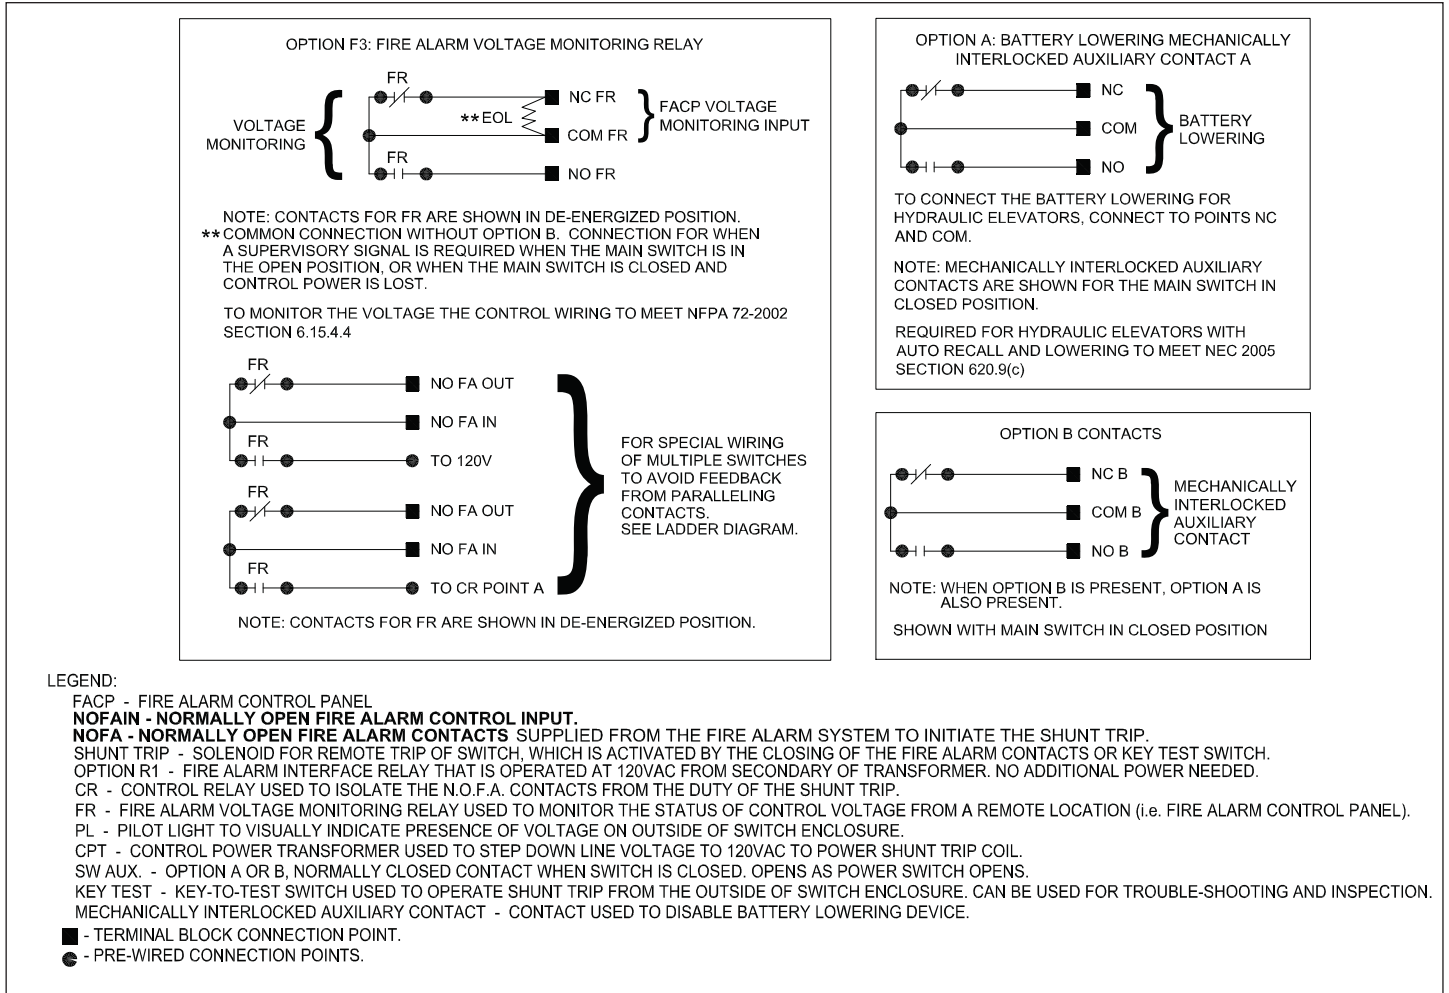 OPTION F3: FIRE ALARM VOLTAGE MONITORING RELAY
FR
NC FR
**EOL
VOLTAGE
MONITORING
COM FR
FACP VOLTAGE
MONITORING INPUT
FR
NO FR
NOTE: CONTACTS FOR FR ARE SHOWN IN DE-ENERGIZED POSITION.
**COMMON CONNECTION WITHOUT OPTION B. CONNECTION FOR WHEN
A SUPERVISORY SIGNAL IS REQUIRED WHEN THE MAIN SWITCH IS IN
THE OPEN POSITION, OR WHEN THE MAIN SWITCH IS CLOSED AND
CONTROL POWER IS LOST.
TO MONITOR THE VOLTAGE THE CONTROL WIRING TO MEET NFPA 72-2002
SECTION 6.15.4.4
FR
NO FA OUT
NO FA IN
FR
TO 120V
FR
NO FA OUT
NO FA IN
FR
TO CR POINT A
FOR SPECIAL WIRING
OF MULTIPLE SWITCHES
TO AVOID FEEDBACK
FROM PARALLELING
CONTACTS.
SEE LADDER DIAGRAM.
NOTE: CONTACTS FOR FR ARE SHOWN IN DE-ENERGIZED POSITION.
OPTION A: BATTERY LOWERING MECHANICALLY
INTERLOCKED AUXILIARY CONTACT A
NC
COM
NO
BATTERY
LOWERING
TO CONNECT THE BATTERY LOWERING FOR
HYDRAULIC ELEVATORS, CONNECT TO POINTS NC
AND COM.
NOTE: MECHANICALLY INTERLOCKED AUXILIARY
CONTACTS ARE SHOWN FOR THE MAIN SWITCH IN
CLOSED POSITION.
REQUIRED FOR HYDRAULIC ELEVATORS WITH
AUTO RECALL AND LOWERING TO MEET NEC 2005
SECTION 620.9(c)
OPTION B CONTACTS
NC B
COM B
NO B
MECHANICALLY
INTERLOCKED
AUXILIARY
CONTACT
NOTE: WHEN OPTION B IS PRESENT, OPTION A IS
ALSO PRESENT.
SHOWN WITH MAIN SWITCH IN CLOSED POSITION
LEGEND:
FACP - FIRE ALARM CONTROL PANEL
NOFAIN - NORMALLY OPEN FIRE ALARM CONTROL INPUT.
NOFA - NORMALLY OPEN FIRE ALARM CONTACTS SUPPLIED FROM THE FIRE ALARM SYSTEM TO INITIATE THE SHUNT TRIP.
SHUNT TRIP - SOLENOID FOR REMOTE TRIP OF SWITCH, WHICH IS ACTIVATED BY THE CLOSING OF THE FIRE ALARM CONTACTS OR KEY TEST SWITCH.
OPTION R1 - FIRE ALARM INTERFACE RELAY THAT IS OPERATED AT 120VAC FROM SECONDARY OF TRANSFORMER. NO ADDITIONAL POWER NEEDED.
CR - CONTROL RELAY USED TO ISOLATE THE N.O.F.A. CONTACTS FROM THE DUTY OF THE SHUNT TRIP.
FR - FIRE ALARM VOLTAGE MONITORING RELAY USED TO MONITOR THE STATUS OF CONTROL VOLTAGE FROM A REMOTE LOCATION (i.e. FIRE ALARM CONTROL PANEL).
PL - PILOT LIGHT TO VISUALLY INDICATE PRESENCE OF VOLTAGE ON OUTSIDE OF SWITCH ENCLOSURE.
CPT - CONTROL POWER TRANSFORMER USED TO STEP DOWN LINE VOLTAGE TO 120VAC TO POWER SHUNT TRIP COIL.
SW AUX. - OPTION A OR B, NORMALLY CLOSED CONTACT WHEN SWITCH IS CLOSED. OPENS AS POWER SWITCH OPENS.
KEY TEST - KEY-TO-TEST SWITCH USED TO OPERATE SHUNT TRIP FROM THE OUTSIDE OF SWITCH ENCLOSURE. CAN BE USED FOR TROUBLE-SHOOTING AND INSPECTION.
MECHANICALLY INTERLOCKED AUXILIARY CONTACT - CONTACT USED TO DISABLE BATTERY LOWERING DEVICE.
- TERMINAL BLOCK CONNECTION POINT.
- PRE-WIRED CONNECTION POINTS.